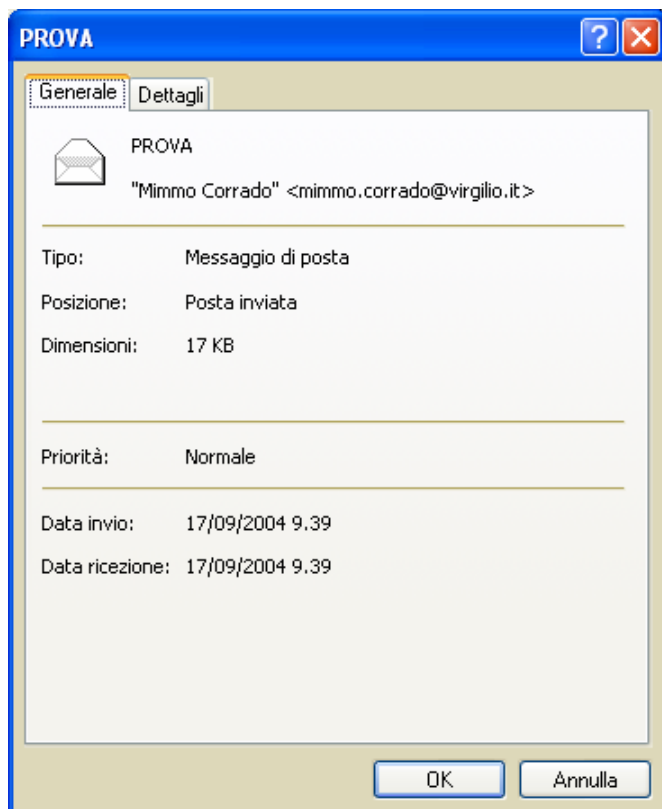 PROVA
Generale Dettagli
PROVA
"Mimmo Corrado" <mimmo.corrado@virgilio.it>
Tipo: Messaggio di posta
Posizione: Posta inviata
Dimensioni: 17 KB
Priorità: Normale
Data invio: 17/09/2004 9.39
Data ricezione: 17/09/2004 9.39
OK Annulla